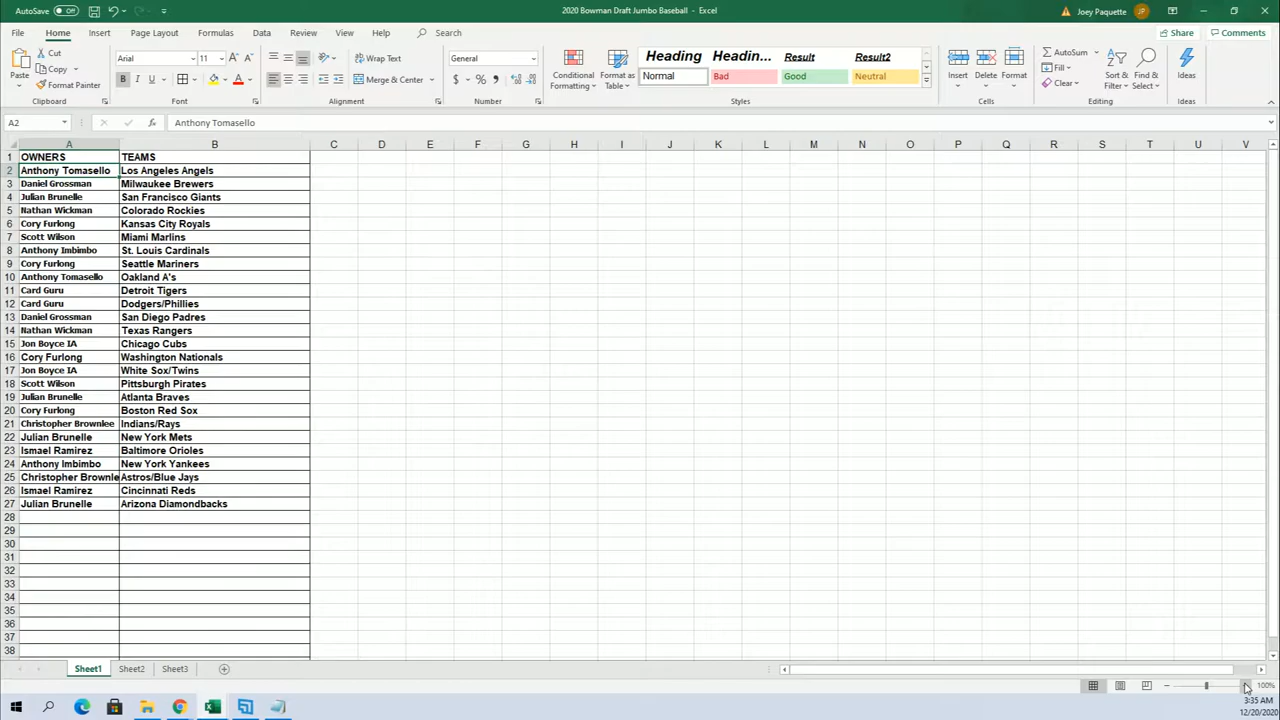 AutoSave Off 2020 Bowman Draft Jumbo Baseball - Excel Joey Paquette JP
File Home Insert Page Layout Formulas Data Review View Help Search Share Comments
Paste Cut Copy Format Painter Clipboard
Arial 11 A A B I U A Font
Wrap Text Merge & Center Alignment
General $ % , Number
Conditional Formatting Format as Table
Heading Headin... Result Result2
Normal Bad Good Neutral
Styles
Insert Delete Format Cells
AutoSum Fill Clear Sort & Filter Find & Select Editing
Ideas Ideas
A2 fx Anthony Tomasello
A B C D E F G H I J K L M N O P Q R S T U V
1 OWNERS TEAMS
2 Anthony Tomasello Los Angeles Angels
3 Daniel Grossman Milwaukee Brewers
4 Julian Brunelle San Francisco Giants
5 Nathan Wickman Colorado Rockies
6 Cory Furlong Kansas City Royals
7 Scott Wilson Miami Marlins
8 Anthony Imbimbo St. Louis Cardinals
9 Cory Furlong Seattle Mariners
10 Anthony Tomasello Oakland A's
11 Card Guru Detroit Tigers
12 Card Guru Dodgers/Phillies
13 Daniel Grossman San Diego Padres
14 Nathan Wickman Texas Rangers
15 Jon Boyce IA Chicago Cubs
16 Cory Furlong Washington Nationals
17 Jon Boyce IA White Sox/Twins
18 Scott Wilson Pittsburgh Pirates
19 Julian Brunelle Atlanta Braves
20 Cory Furlong Boston Red Sox
21 Christopher Brownlee Indians/Rays
22 Julian Brunelle New York Mets
23 Ismael Ramirez Baltimore Orioles
24 Anthony Imbimbo New York Yankees
25 Christopher Brownle Astros/Blue Jays
26 Ismael Ramirez Cincinnati Reds
27 Julian Brunelle Arizona Diamondbacks
28
29
30
31
32
33
34
35
36
37
38
Sheet1 Sheet2 Sheet3
100%
3:35 AM
12/20/2020